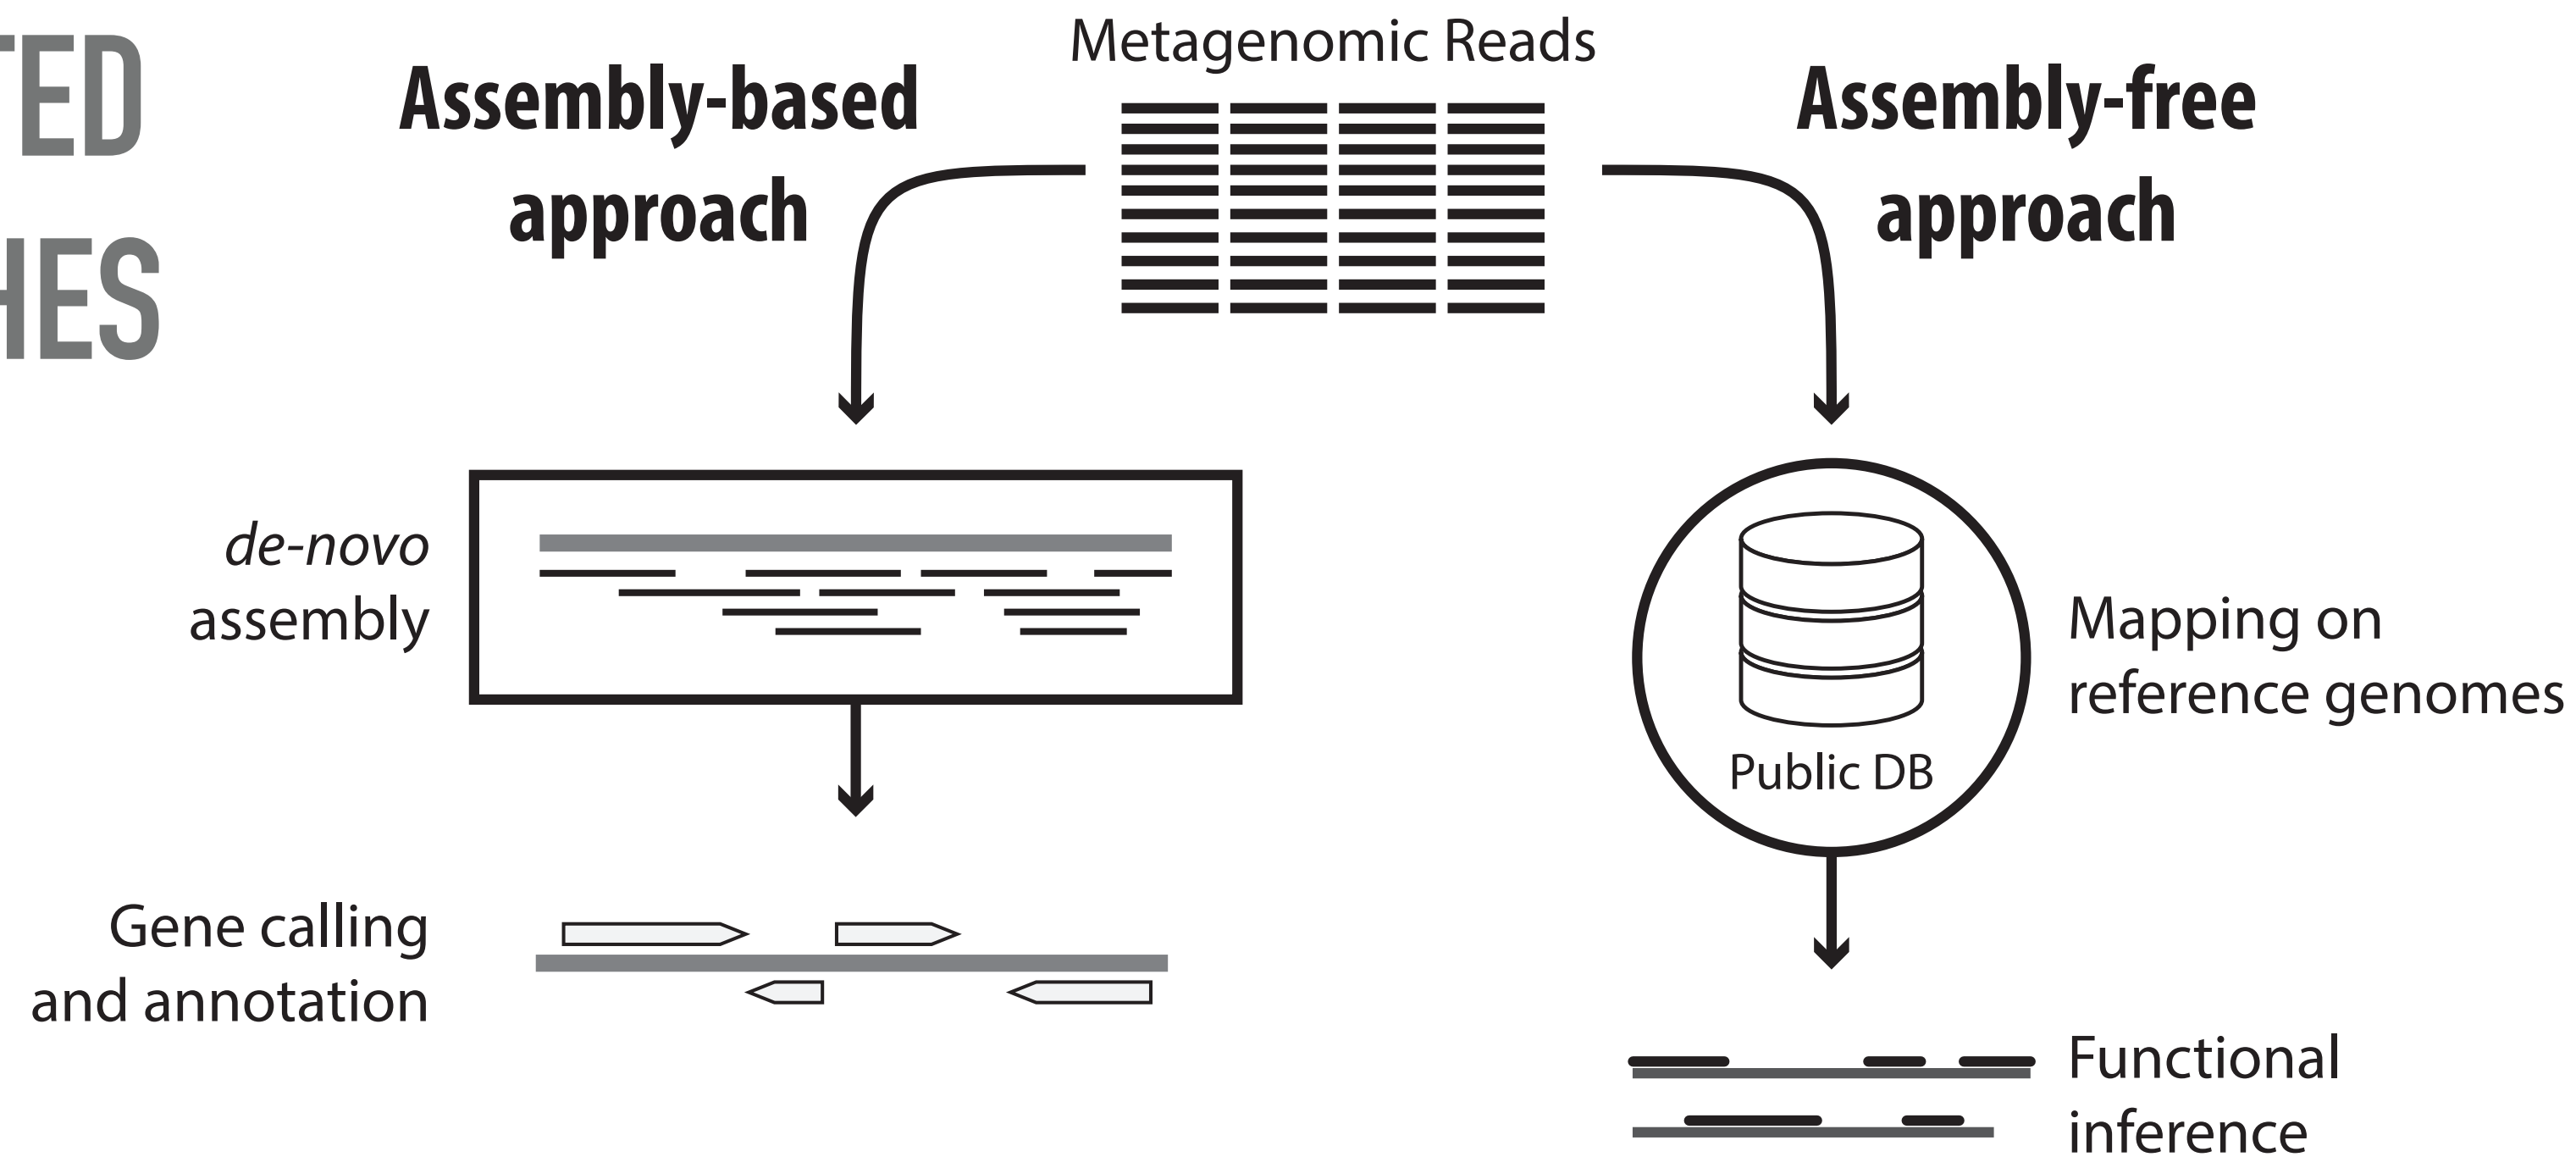 TED
HES
Metagenomic Reads
Assembly-based
approach
Assembly-free
approach
de-novo
assembly
Public DB
Mapping on
reference genomes
Gene calling
and annotation
Functional
inference